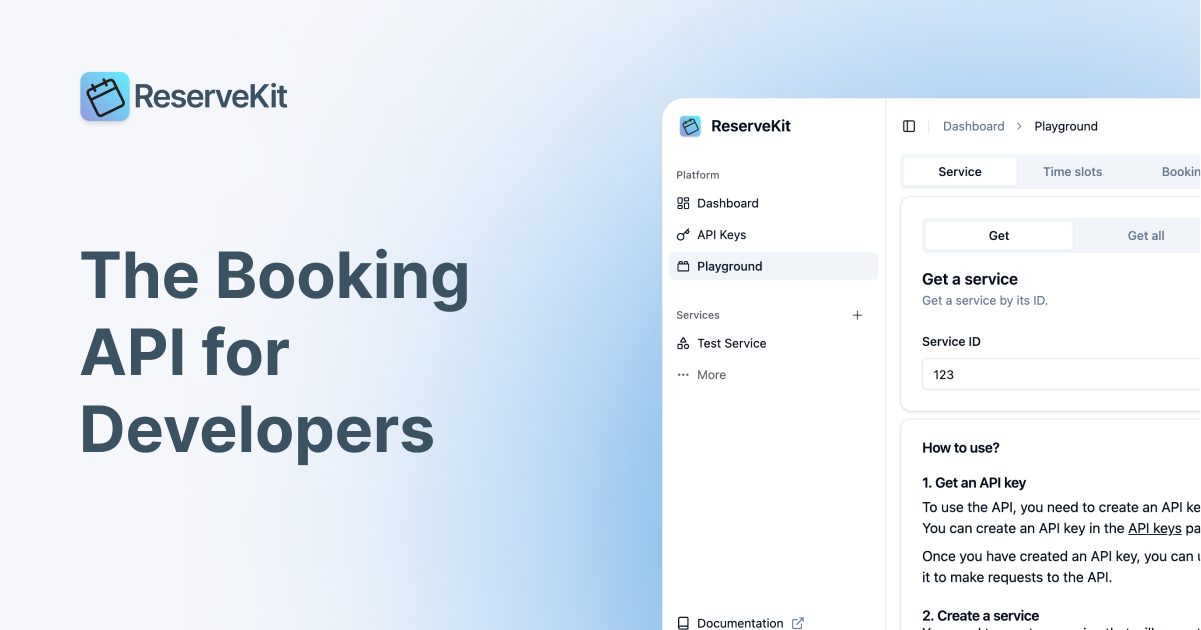 ReserveKit
The Booking
API for
Developers
ReserveKit
Platform
Dashboard
API Keys
Playground
Services
Test Service
More
Documentation
Dashboard > Playground
Service
Time slots
Get
Get all
Get a service
Get a service by its ID.
Service ID
123
How to use?
1. Get an API key
To use the API, you need to create an API
You can create an API key in the API keys
Once you have created an API key, you can
it to make requests to the API.
2. Create a service